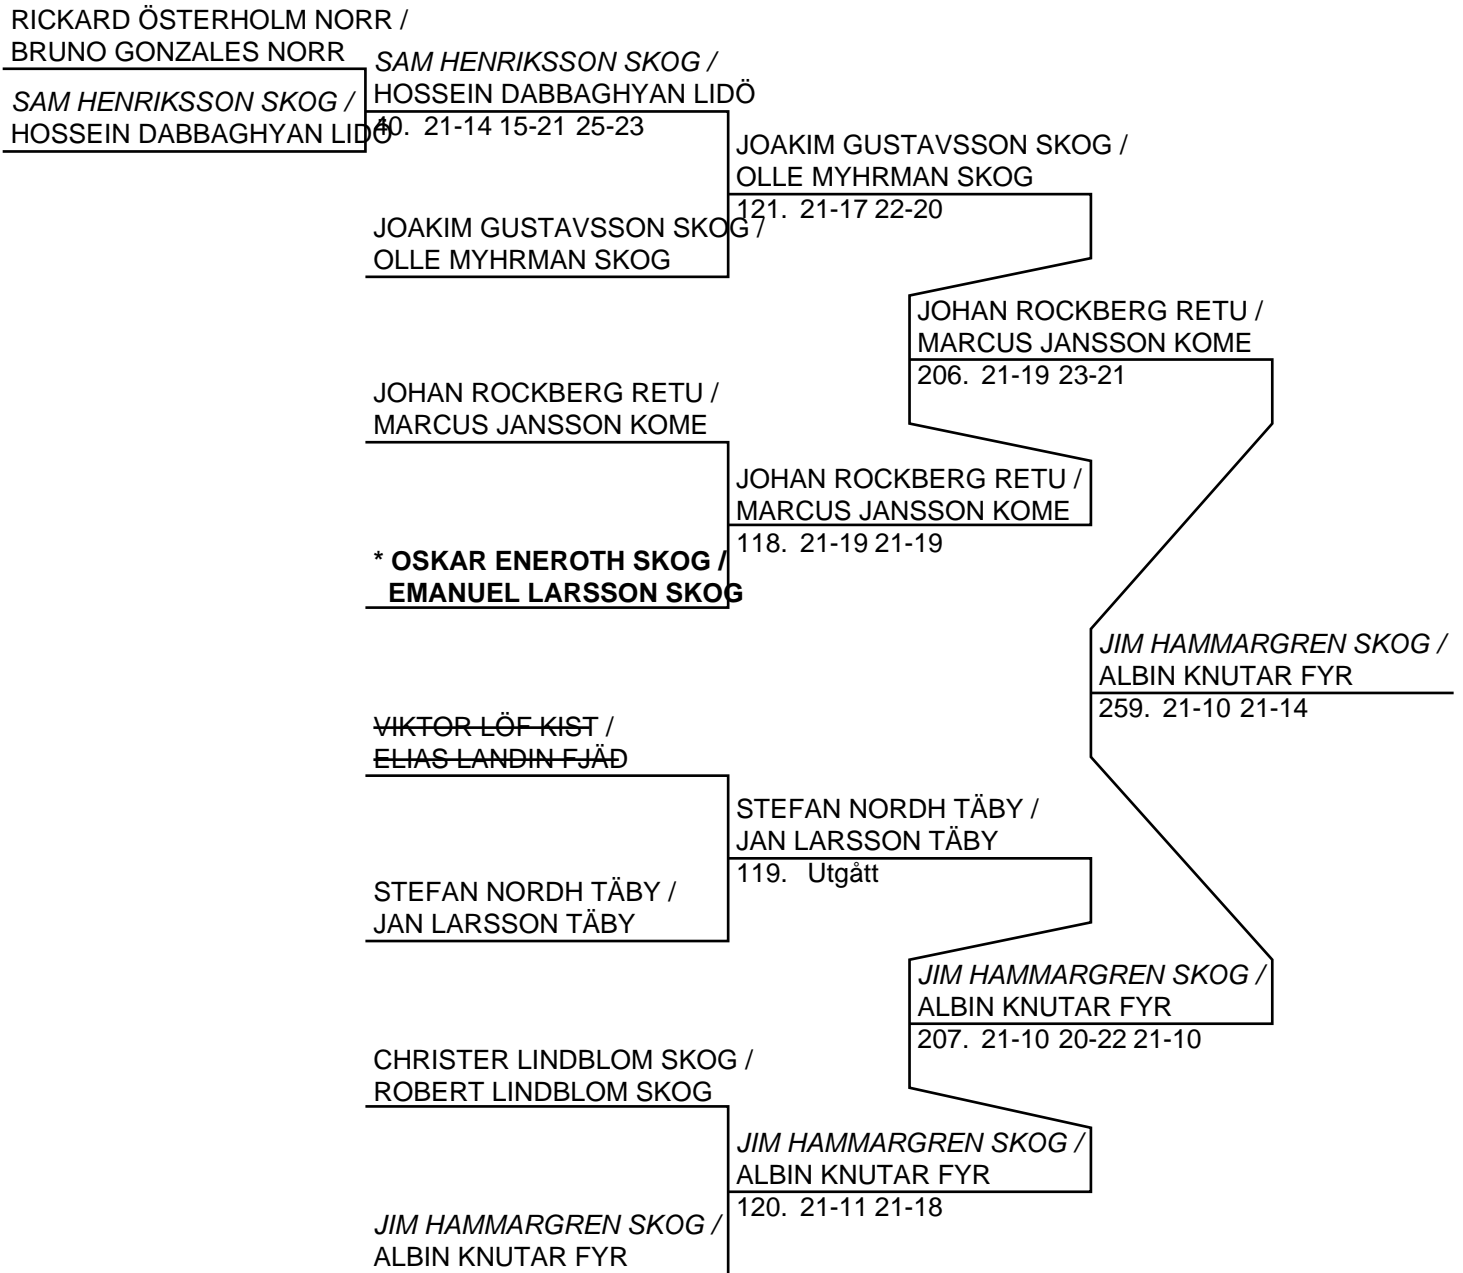 RICKARD ÖSTERHOLM NORR /
BRUNO GONZALES NORR
SAM HENRIKSSON SKOG /
HOSSEIN DABBAGHYAN LIDÖ
SAM HENRIKSSON SKOG /
HOSSEIN DABBAGHYAN LIDÖ
40. 21-14 15-21 25-23
JOAKIM GUSTAVSSON SKOG /
OLLE MYHRMAN SKOG
JOAKIM GUSTAVSSON SKOG /
OLLE MYHRMAN SKOG
121. 21-17 22-20
JOHAN ROCKBERG RETU /
MARCUS JANSSON KOME
206. 21-19 23-21
JOHAN ROCKBERG RETU /
MARCUS JANSSON KOME
JOHAN ROCKBERG RETU /
MARCUS JANSSON KOME
118. 21-19 21-19
* OSKAR ENEROTH SKOG /
EMANUEL LARSSON SKOG
JIM HAMMARGREN SKOG /
ALBIN KNUTAR FYR
259. 21-10 21-14
VIKTOR LÖF KIST /
ELIAS LANDIN FJÄD
STEFAN NORDH TÄBY /
JAN LARSSON TÄBY
119. Utgått
STEFAN NORDH TÄBY /
JAN LARSSON TÄBY
JIM HAMMARGREN SKOG /
ALBIN KNUTAR FYR
207. 21-10 20-22 21-10
CHRISTER LINDBLOM SKOG /
ROBERT LINDBLOM SKOG
JIM HAMMARGREN SKOG /
ALBIN KNUTAR FYR
120. 21-11 21-18
JIM HAMMARGREN SKOG /
ALBIN KNUTAR FYR